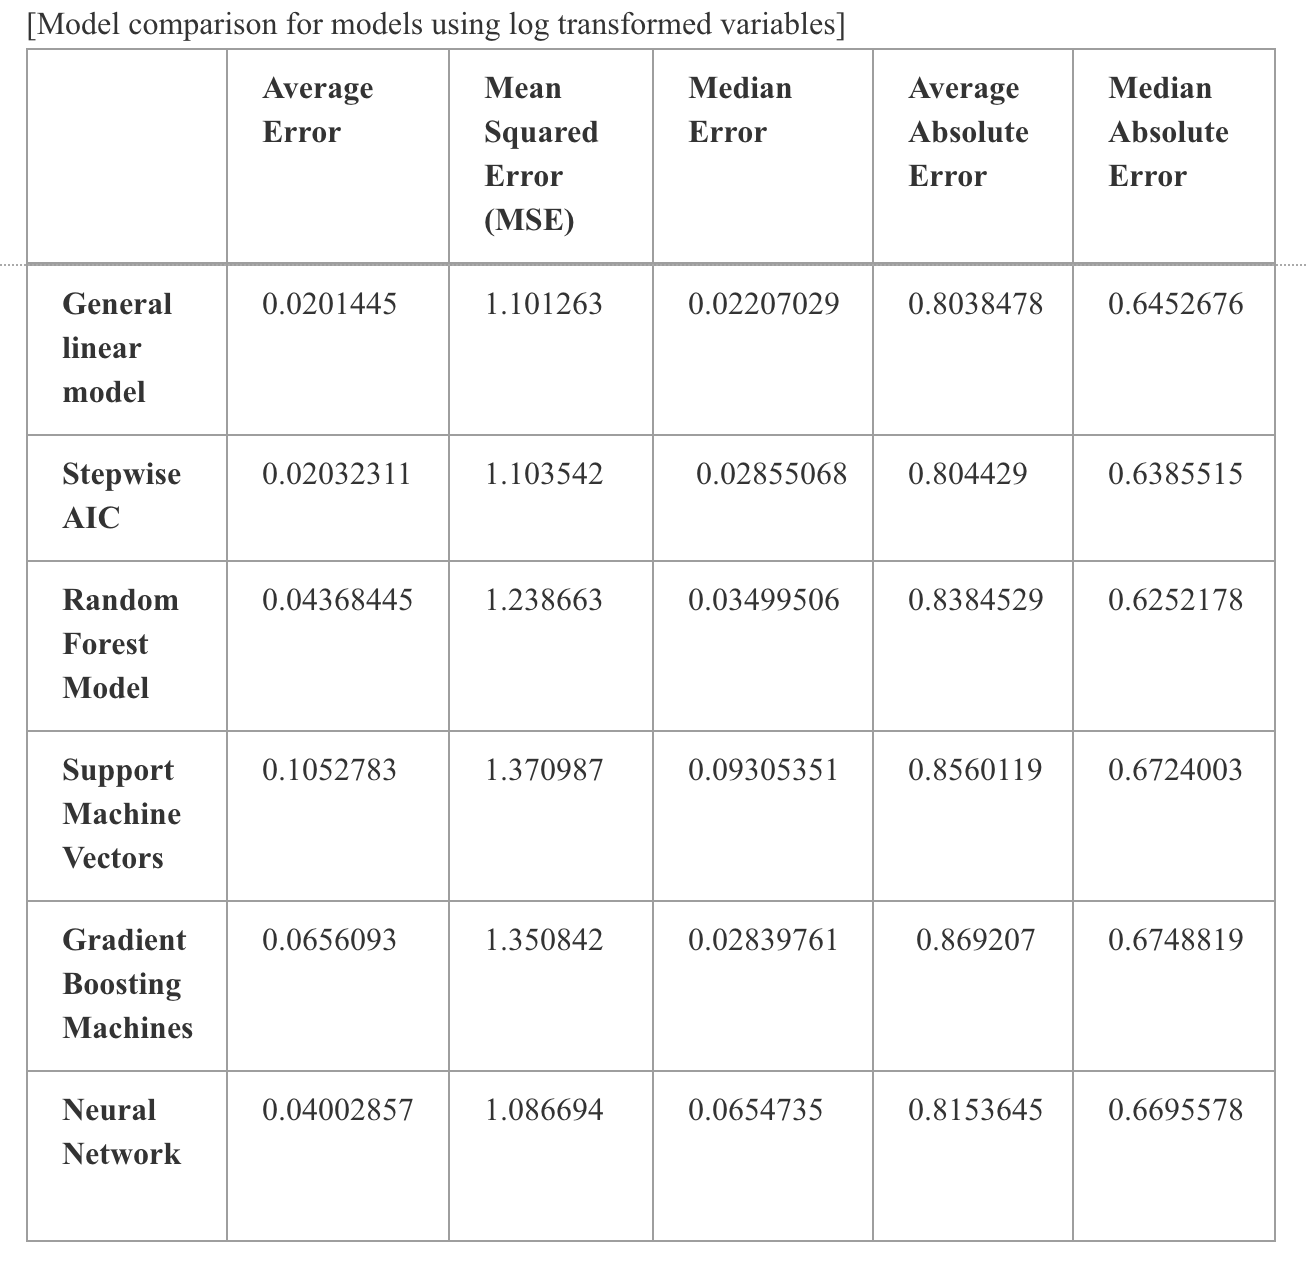 [Model comparison for models using log transformed variables]
Average Error | Mean Squared Error (MSE) | Median Error | Average Absolute Error | Median Absolute Error
General linear model | 0.0201445 | 1.101263 | 0.02207029 | 0.8038478 | 0.6452676
Stepwise AIC | 0.02032311 | 1.103542 | 0.02855068 | 0.804429 | 0.6385515
Random Forest Model | 0.04368445 | 1.238663 | 0.03499506 | 0.8384529 | 0.6252178
Support Machine Vectors | 0.1052783 | 1.370987 | 0.09305351 | 0.8560119 | 0.6724003
Gradient Boosting Machines | 0.0656093 | 1.350842 | 0.02839761 | 0.869207 | 0.6748819
Neural Network | 0.04002857 | 1.086694 | 0.0654735 | 0.8153645 | 0.6695578